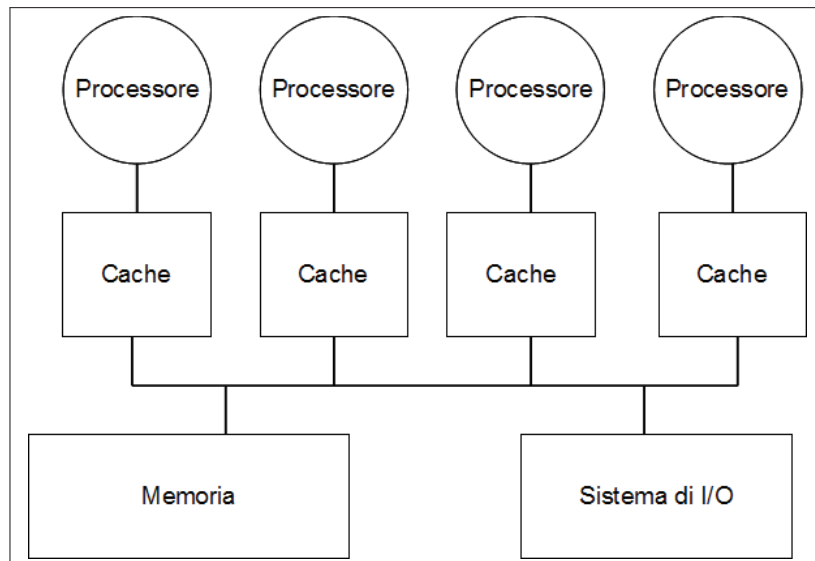 Processore
Processore
Processore
Processore
Cache
Cache
Cache
Cache
Memoria
Sistema di I/O